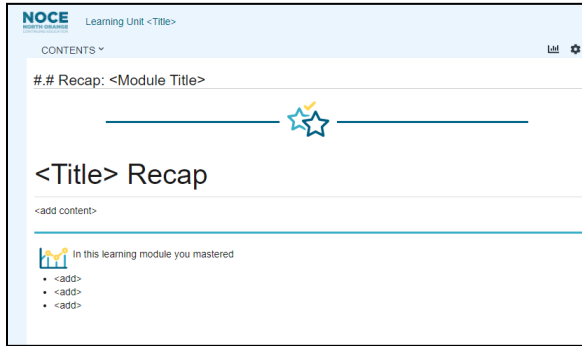 NOCE
NORTH ORANGE
Learning Unit <Title>
CONTENTS
#.# Recap: <Module Title>
<Title> Recap
<add content>
In this learning module you mastered
• <add>
• <add>
• <add>